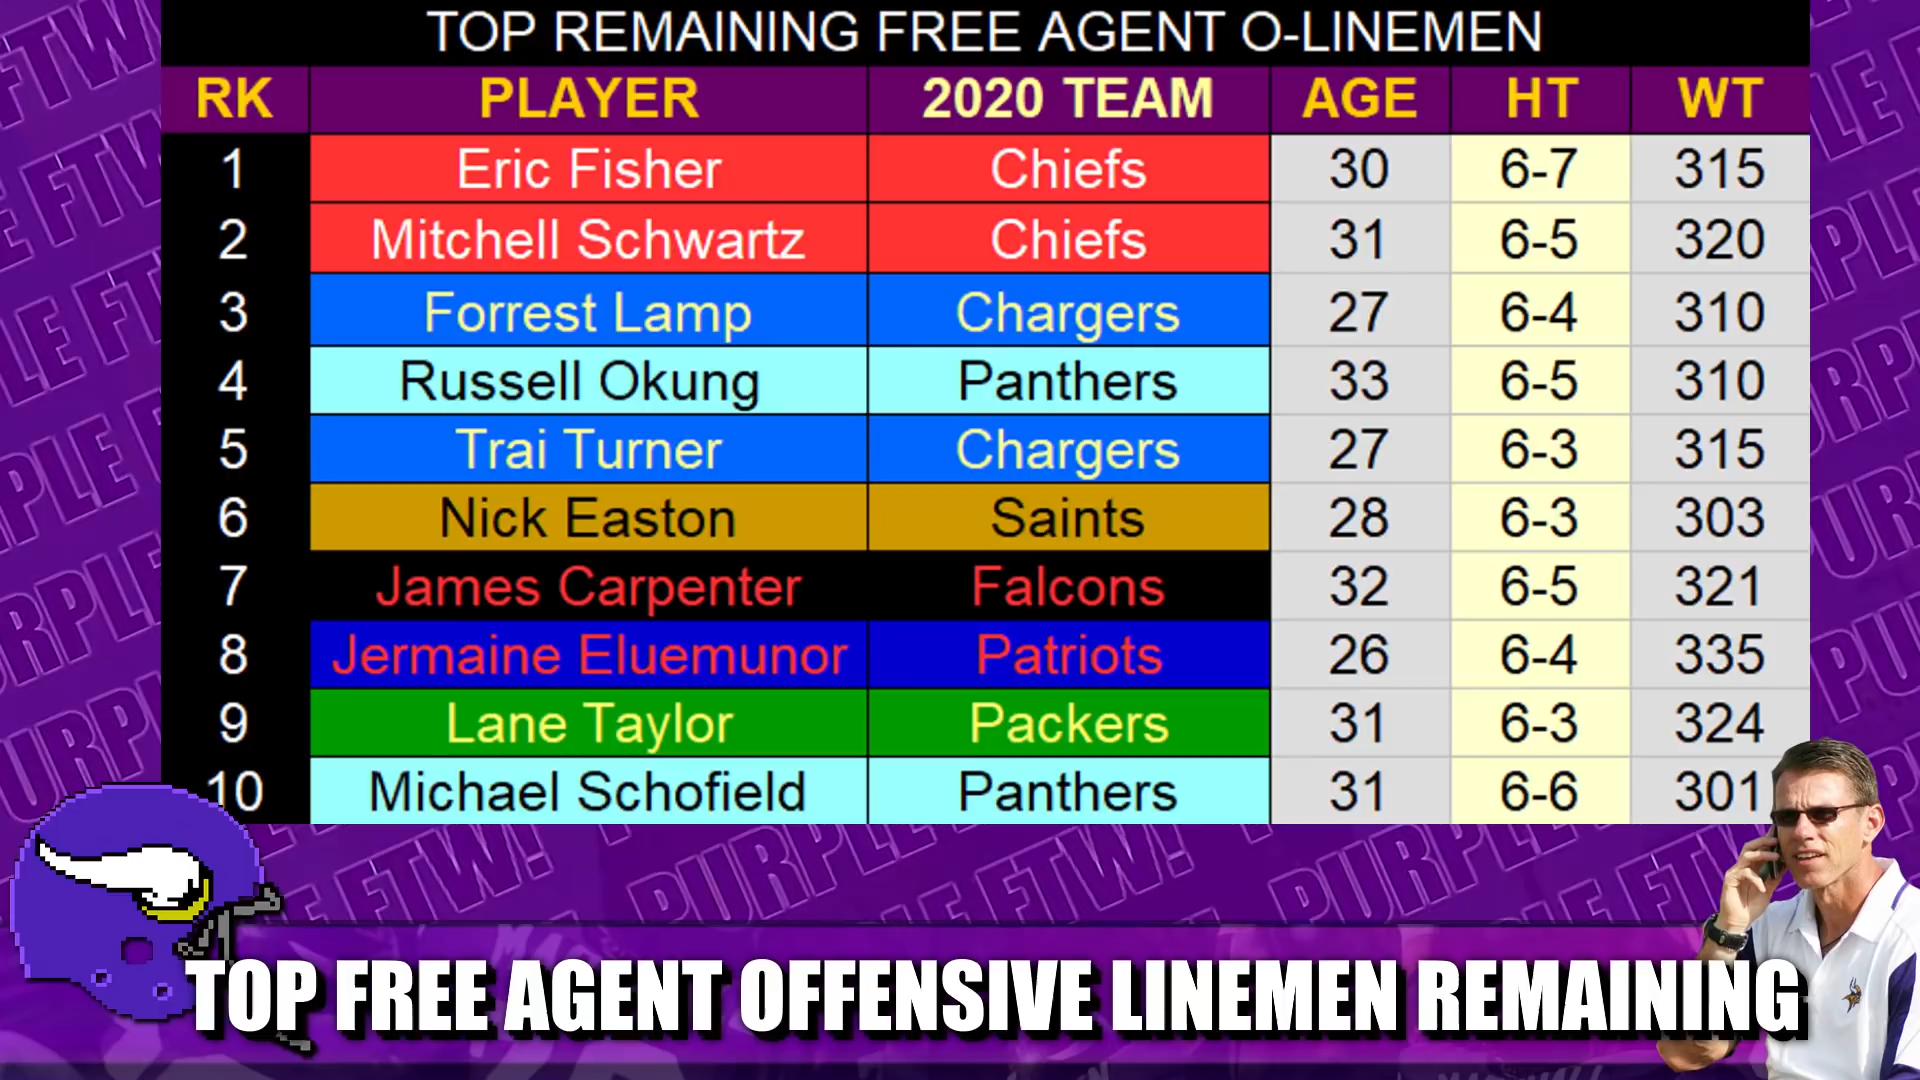 TOP REMAINING FREE AGENT O-LINEMEN
RK PLAYER 2020 TEAM AGE HT WT
1 Eric Fisher Chiefs 30 6-7 315
2 Mitchell Schwartz Chiefs 31 6-5 320
3 Forrest Lamp Chargers 27 6-4 310
4 Russell Okung Panthers 33 6-5 310
5 Trai Turner Chargers 27 6-3 315
6 Nick Easton Saints 28 6-3 303
7 James Carpenter Falcons 32 6-5 321
8 Jermaine Eluemunor Patriots 26 6-4 335
9 Lane Taylor Packers 31 6-3 324
10 Michael Schofield Panthers 31 6-6 301
PURPLE FTW!
TOP FREE AGENT OFFENSIVE LINEMEN REMAINING